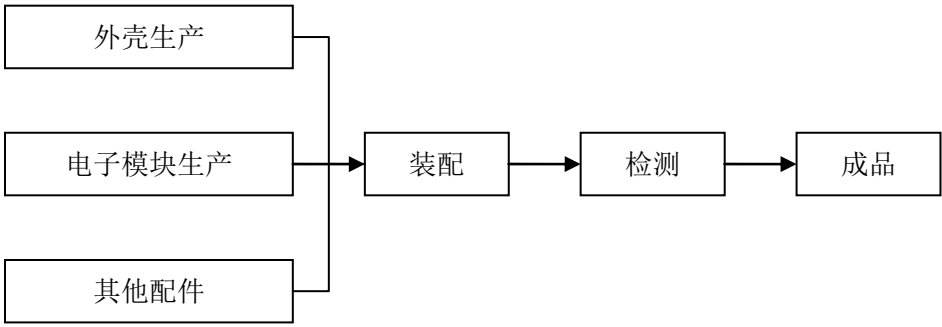 外壳生产
电子模块生产
装配
检测
成品
其他配件